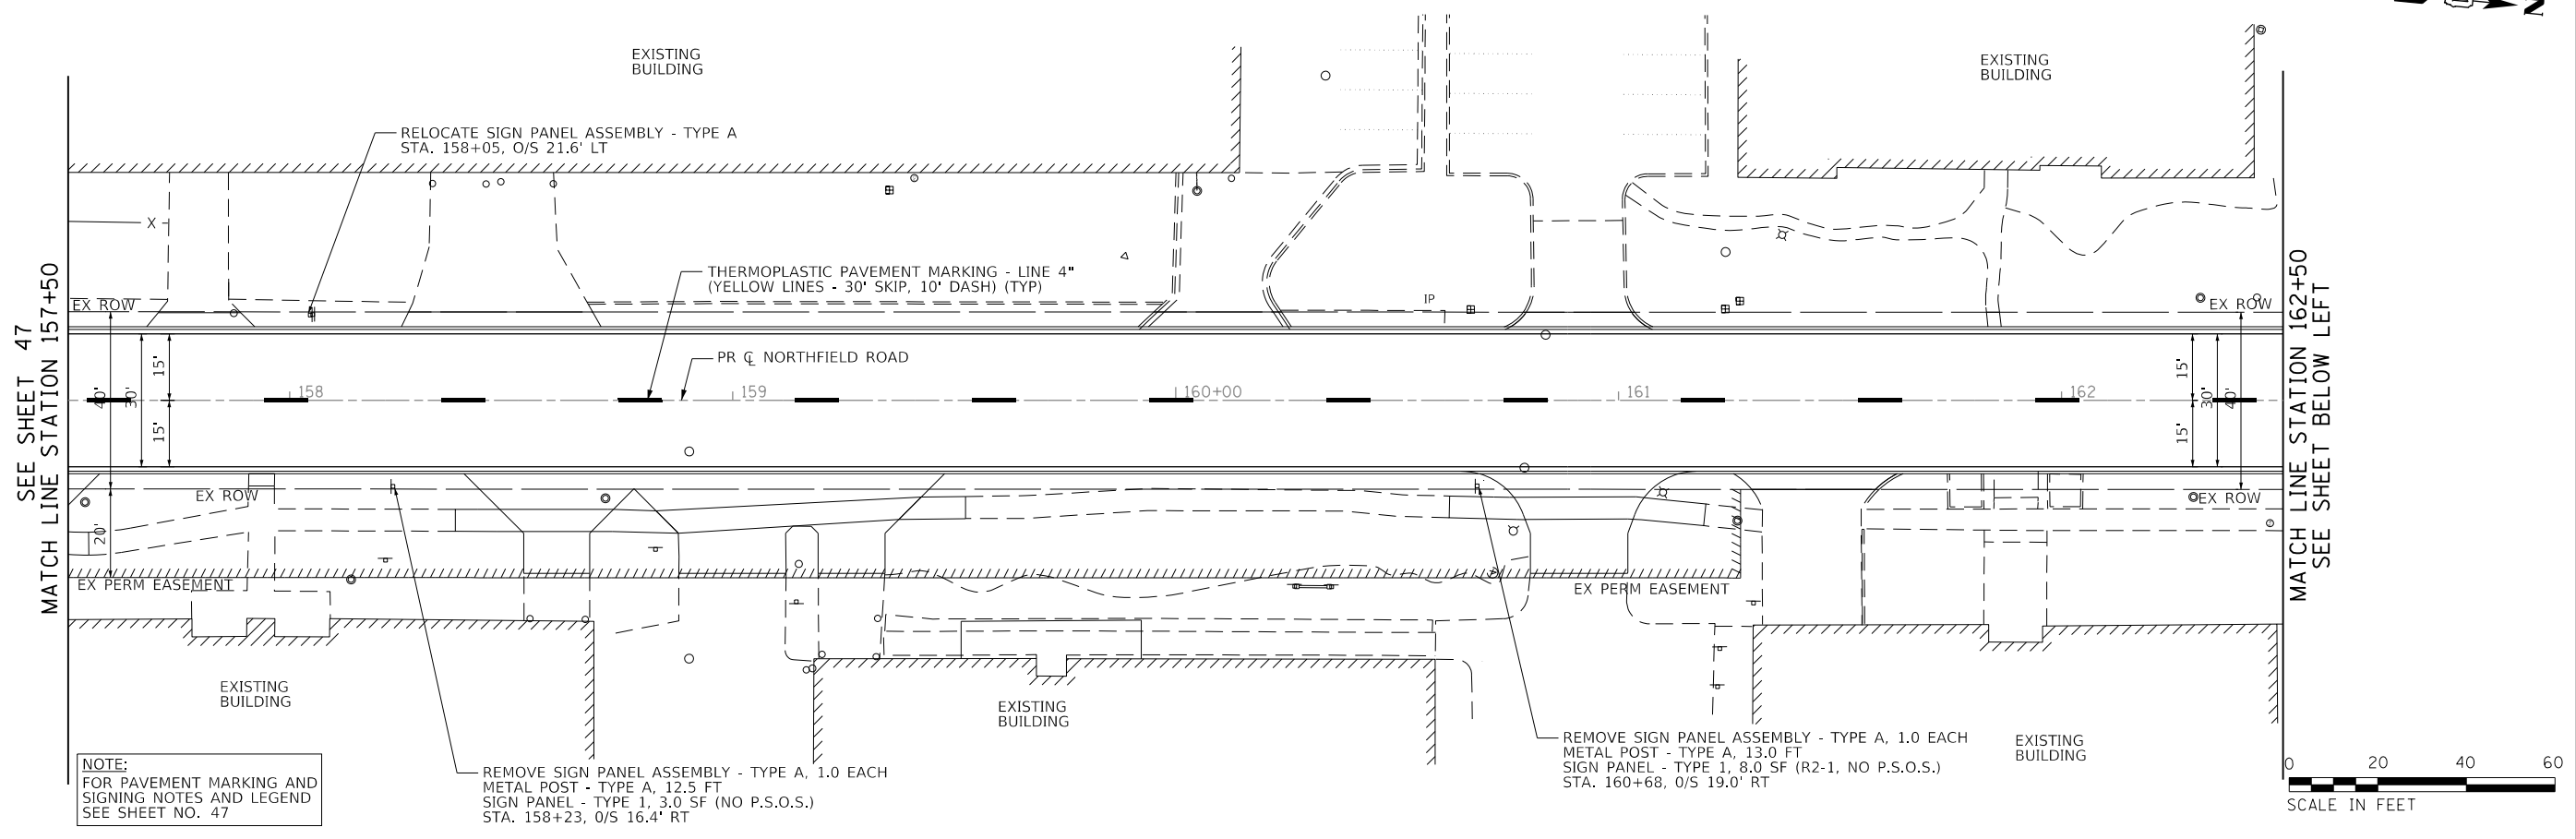 N
EXISTING
BUILDING
EXISTING
BUILDING
RELOCATE SIGN PANEL ASSEMBLY - TYPE A
STA. 158+05, O/S 21.6' LT
X
THERMOPLASTIC PAVEMENT MARKING - LINE 4"
(YELLOW LINES - 30' SKIP, 10' DASH) (TYP)
IP
EX ROW
EX ROW
SEE SHEET 47
MATCH LINE STATION 157+50
MATCH LINE STATION 162+50
SEE SHEET BELOW LEFT
PR ℄ NORTHFIELD ROAD
15'
40'
30'
15'
158
159
160+00
161
162
15'
30'
40'
15'
EX ROW
EX ROW
20'
EX PERM EASEMENT
EX PERM EASEMENT
EXISTING
BUILDING
EXISTING
BUILDING
EXISTING
BUILDING
NOTE:
FOR PAVEMENT MARKING AND
SIGNING NOTES AND LEGEND
SEE SHEET NO. 47
REMOVE SIGN PANEL ASSEMBLY - TYPE A, 1.0 EACH
METAL POST - TYPE A, 12.5 FT
SIGN PANEL - TYPE 1, 3.0 SF (NO P.S.O.S.)
STA. 158+23, O/S 16.4' RT
REMOVE SIGN PANEL ASSEMBLY - TYPE A, 1.0 EACH
METAL POST - TYPE A, 13.0 FT
SIGN PANEL - TYPE 1, 8.0 SF (R2-1, NO P.S.O.S.)
STA. 160+68, O/S 19.0' RT
0 20 40 60
SCALE IN FEET